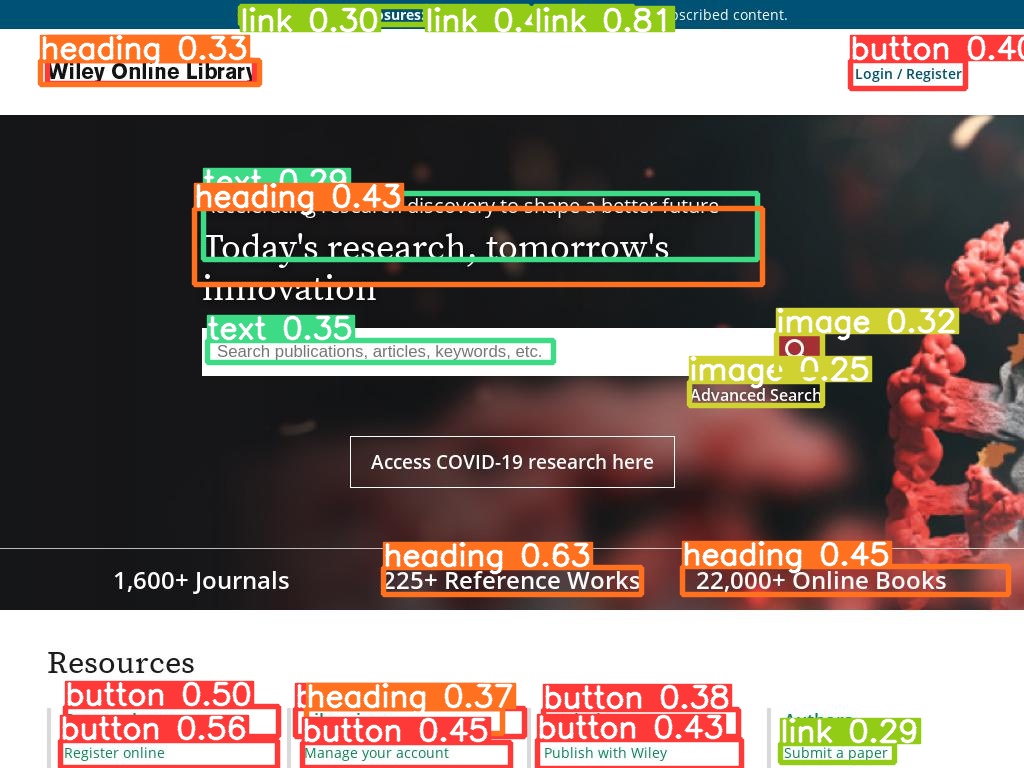 link 0.30 link 0.4 link 0.81 scribed content.
heading 0.33
Wiley Online Library
button 0.40
Login / Register
text 0.29
heading 0.43
research discovery to shape a better future
Today's research, tomorrow's
innovation
text 0.35
Search publications, articles, keywords, etc.
image 0.32
image 0.25
Advanced Search
Access COVID-19 research here
heading 0.63
heading 0.45
1,600+ Journals
225+ Reference Works
22,000+ Online Books
Resources
button 0.50
heading 0.37
button 0.38
button 0.56
button 0.45
button 0.43
link 0.29
Register online
Manage your account
Publish with Wiley
Submit a paper